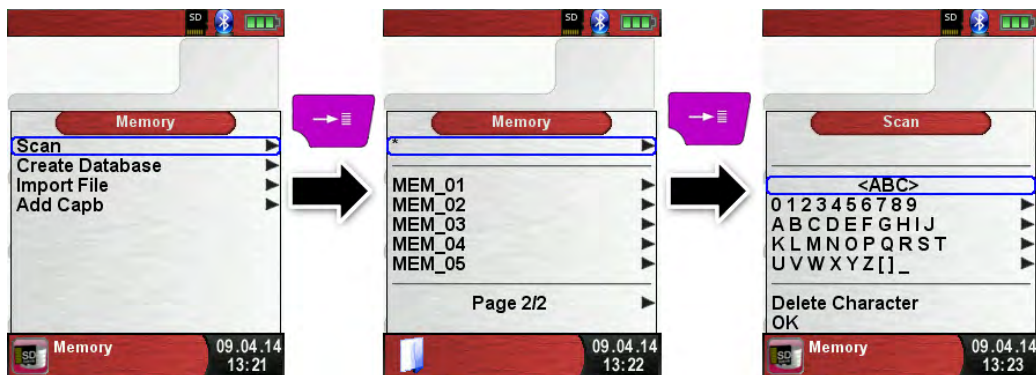 SD
Memory
Scan
Create Database
Import File
Add Capb
SD
Memory
09.04.14
13:21
SD
Memory
*
MEM_01
MEM_02
MEM_03
MEM_04
MEM_05
Page 2/2
09.04.14
13:22
SD
Scan
<ABC>
0 1 2 3 4 5 6 7 8 9
A B C D E F G H I J
K L M N O P Q R S T
U V W X Y Z [ ] _
Delete Character
OK
SD
Memory
09.04.14
13:23